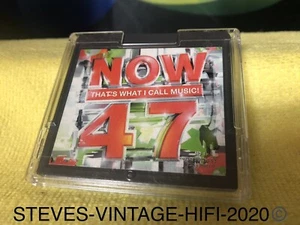 NOW
THAT'S WHAT I CALL MUSIC!
47
STEVES-VINTAGE-HIFI-2020©